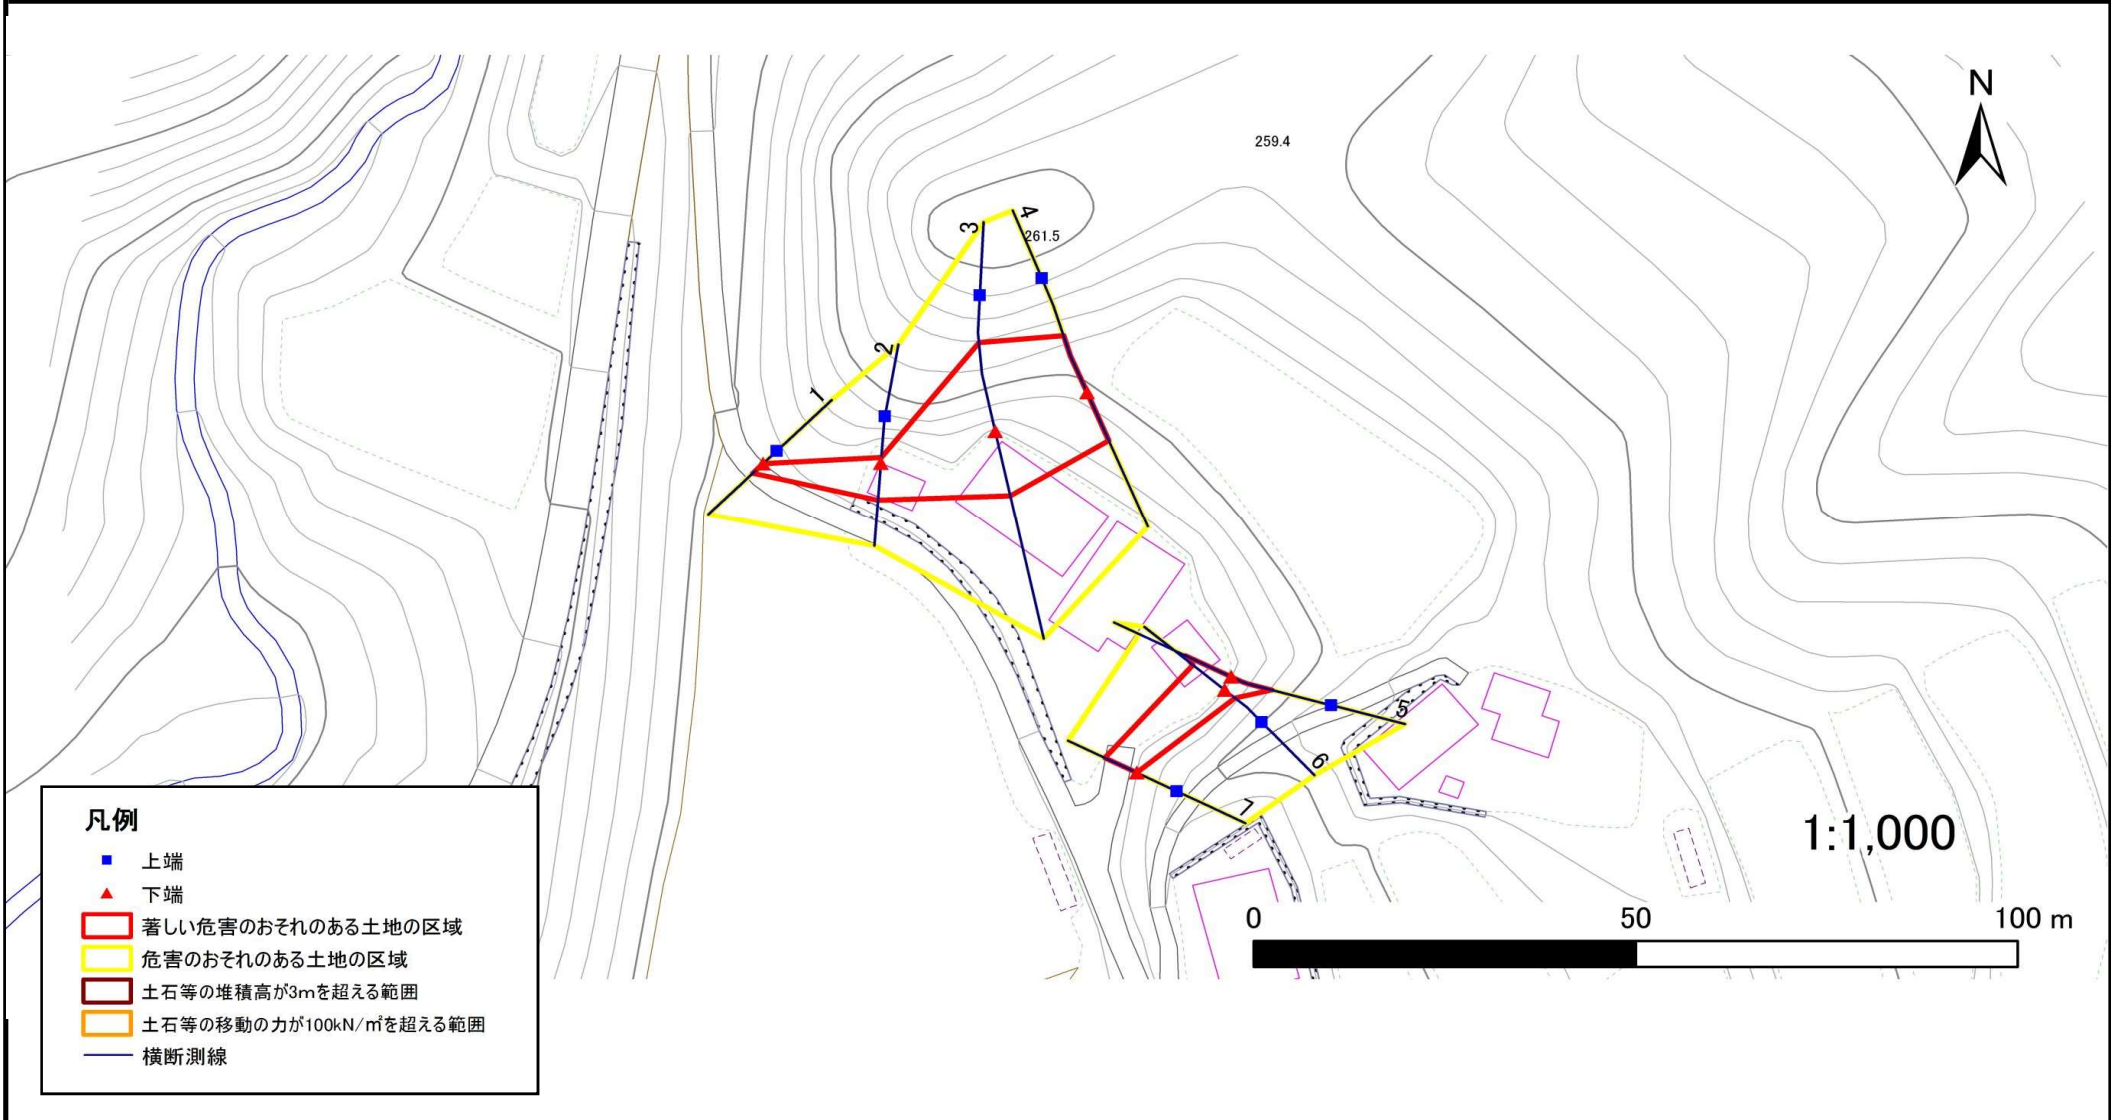 N
259.4
4
3
261.5
2
1
5
6
7
1:1,000
0 50 100 m
凡例
上端
下端
著しい危害のおそれのある土地の区域
危害のおそれのある土地の区域
土石等の堆積高が3mを超える範囲
土石等の移動の力が100kN/㎡を超える範囲
横断測線